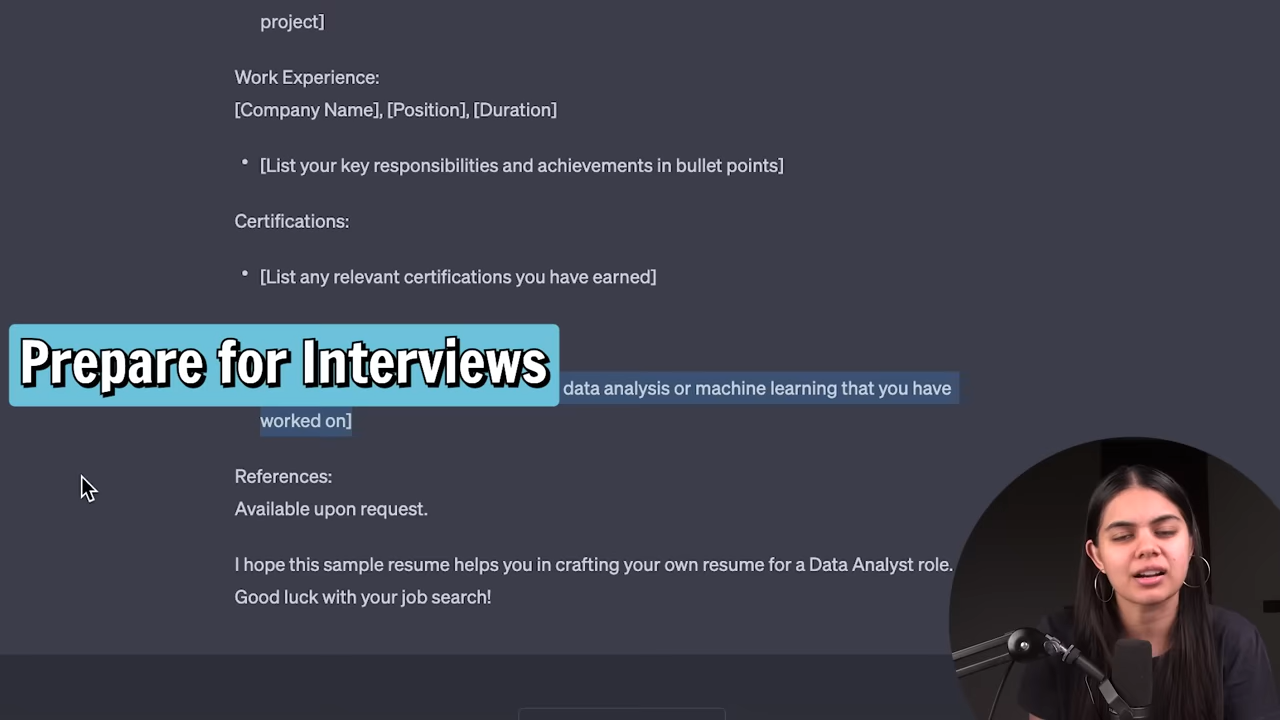 project]
Work Experience:
[Company Name], [Position], [Duration]
• [List your key responsibilities and achievements in bullet points]
Certifications:
• [List any relevant certifications you have earned]
Prepare for Interviews
data analysis or machine learning that you have
worked on]
References:
Available upon request.
I hope this sample resume helps you in crafting your own resume for a Data Analyst role.
Good luck with your job search!